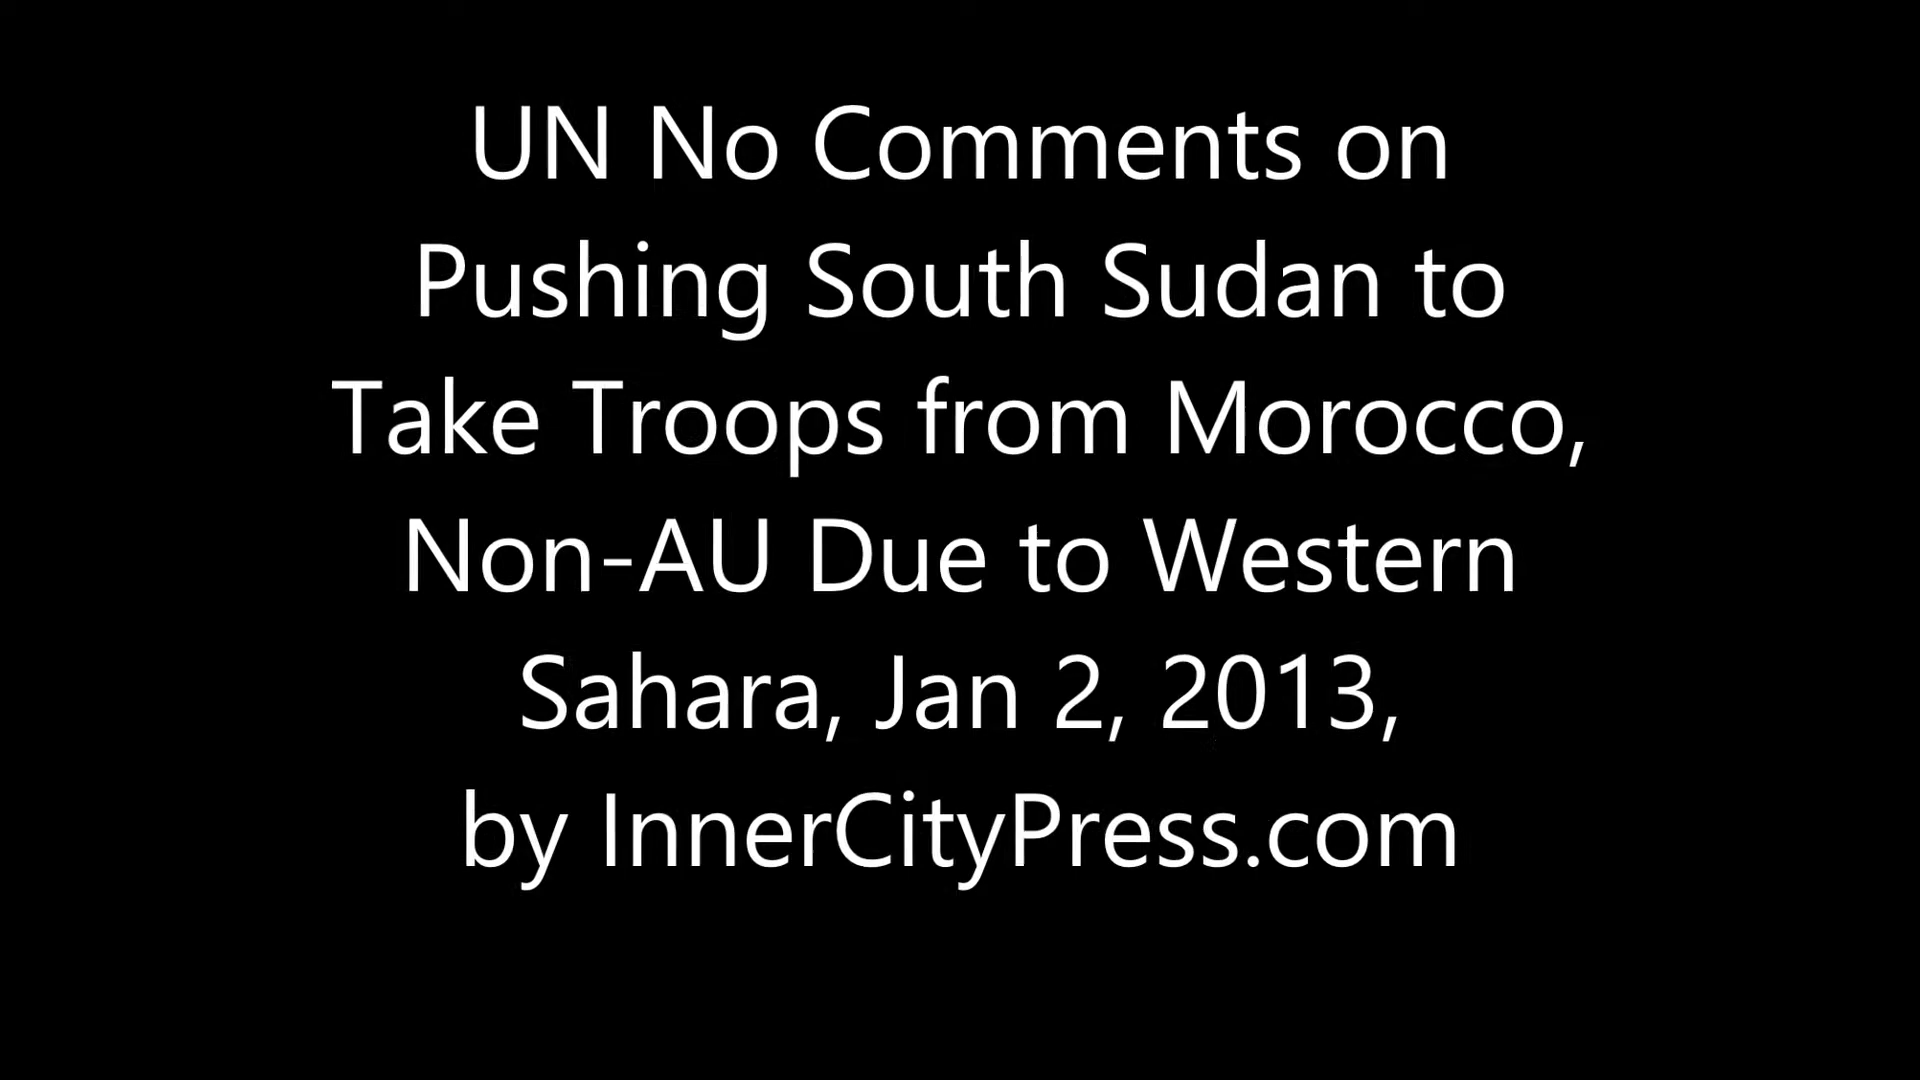 UN No Comments on
Pushing South Sudan to
Take Troops from Morocco,
Non-AU Due to Western
Sahara, Jan 2, 2013,
by InnerCityPress.com